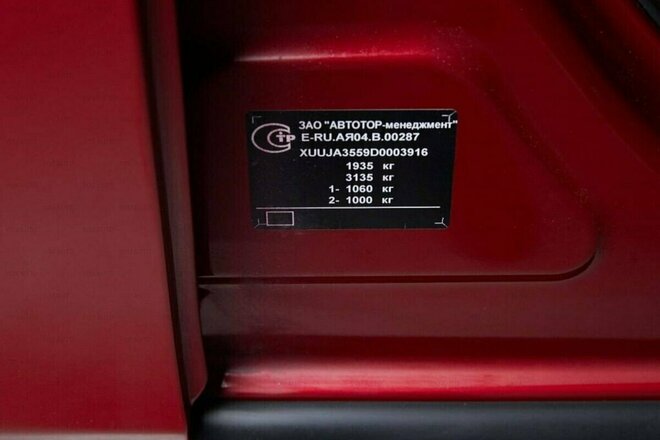 ЗАО "АВТОТОР-менеджмент"
E-RU.АЯ04.В.00287
XUUJA3559D0003916
1935 кг
3135 кг
1- 1060 кг
2- 1000 кг